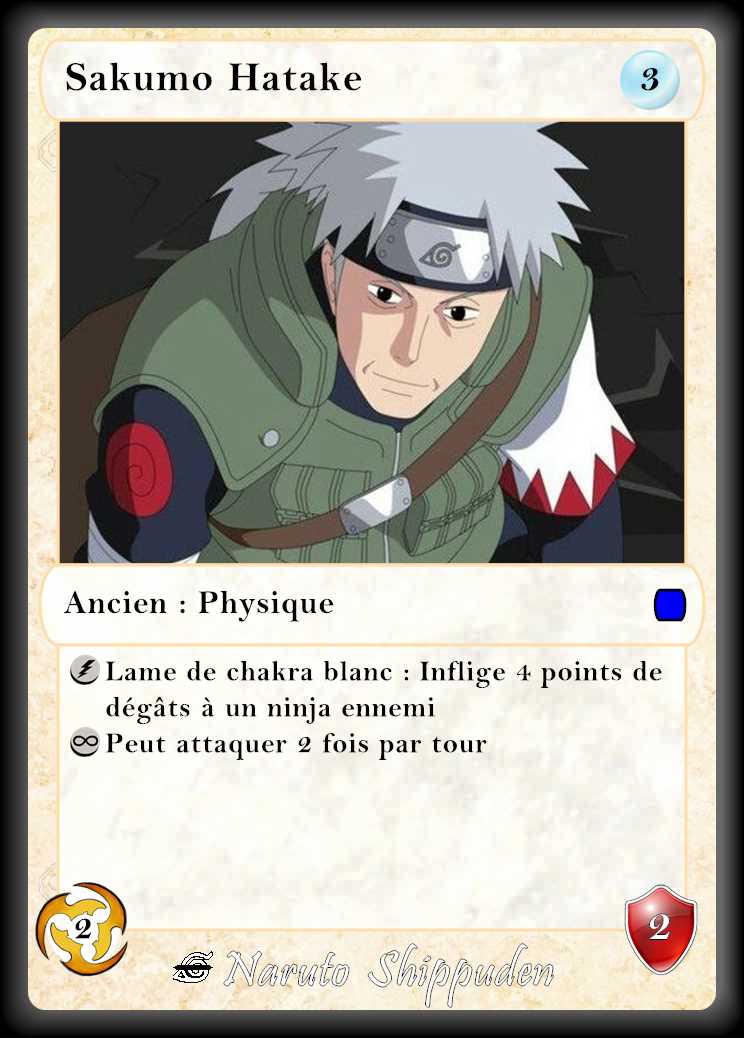 Sakumo Hatake
3
Ancien : Physique
Lame de chakra blanc : Inflige 4 points de
dégâts à un ninja ennemi
Peut attaquer 2 fois par tour
2
2
Naruto Shippuden